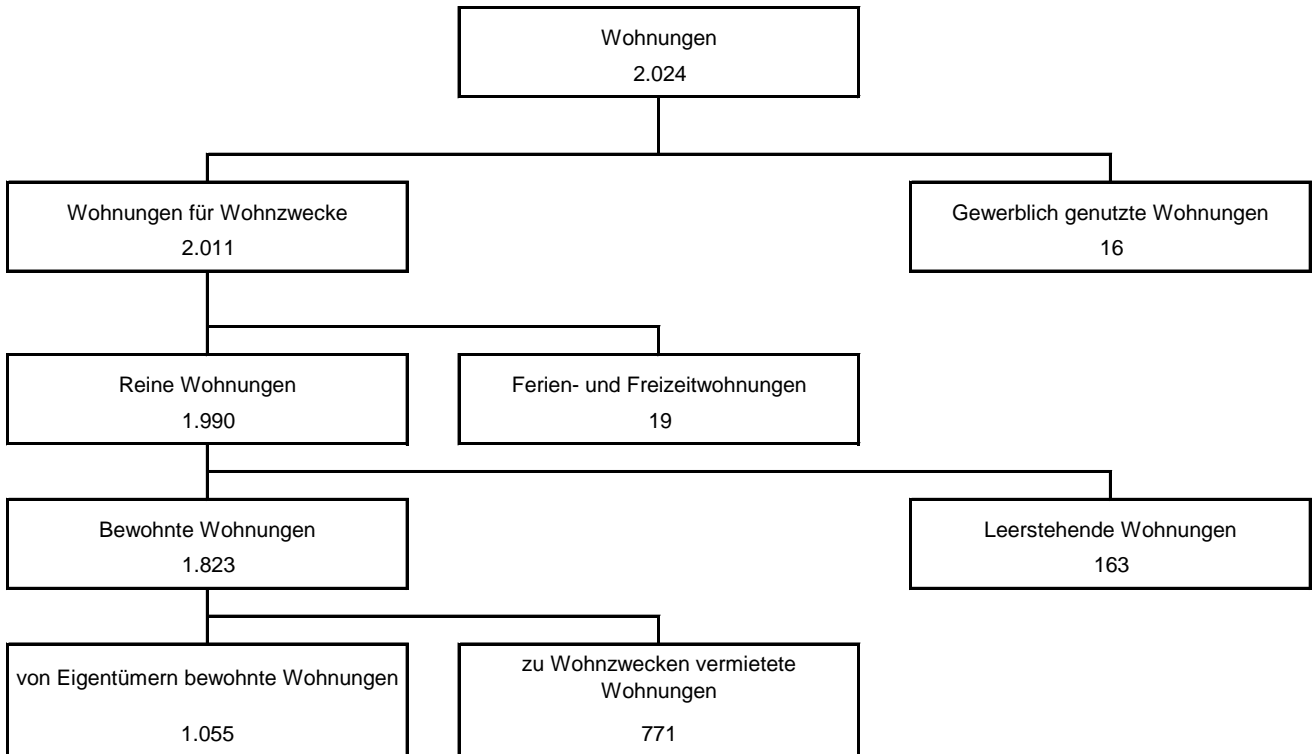 Wohnungen
2.024
Wohnungen für Wohnzwecke
2.011
Gewerblich genutzte Wohnungen
16
Reine Wohnungen
1.990
Ferien- und Freizeitwohnungen
19
Bewohnte Wohnungen
1.823
Leerstehende Wohnungen
163
von Eigentümern bewohnte Wohnungen
1.055
zu Wohnzwecken vermietete
Wohnungen
771